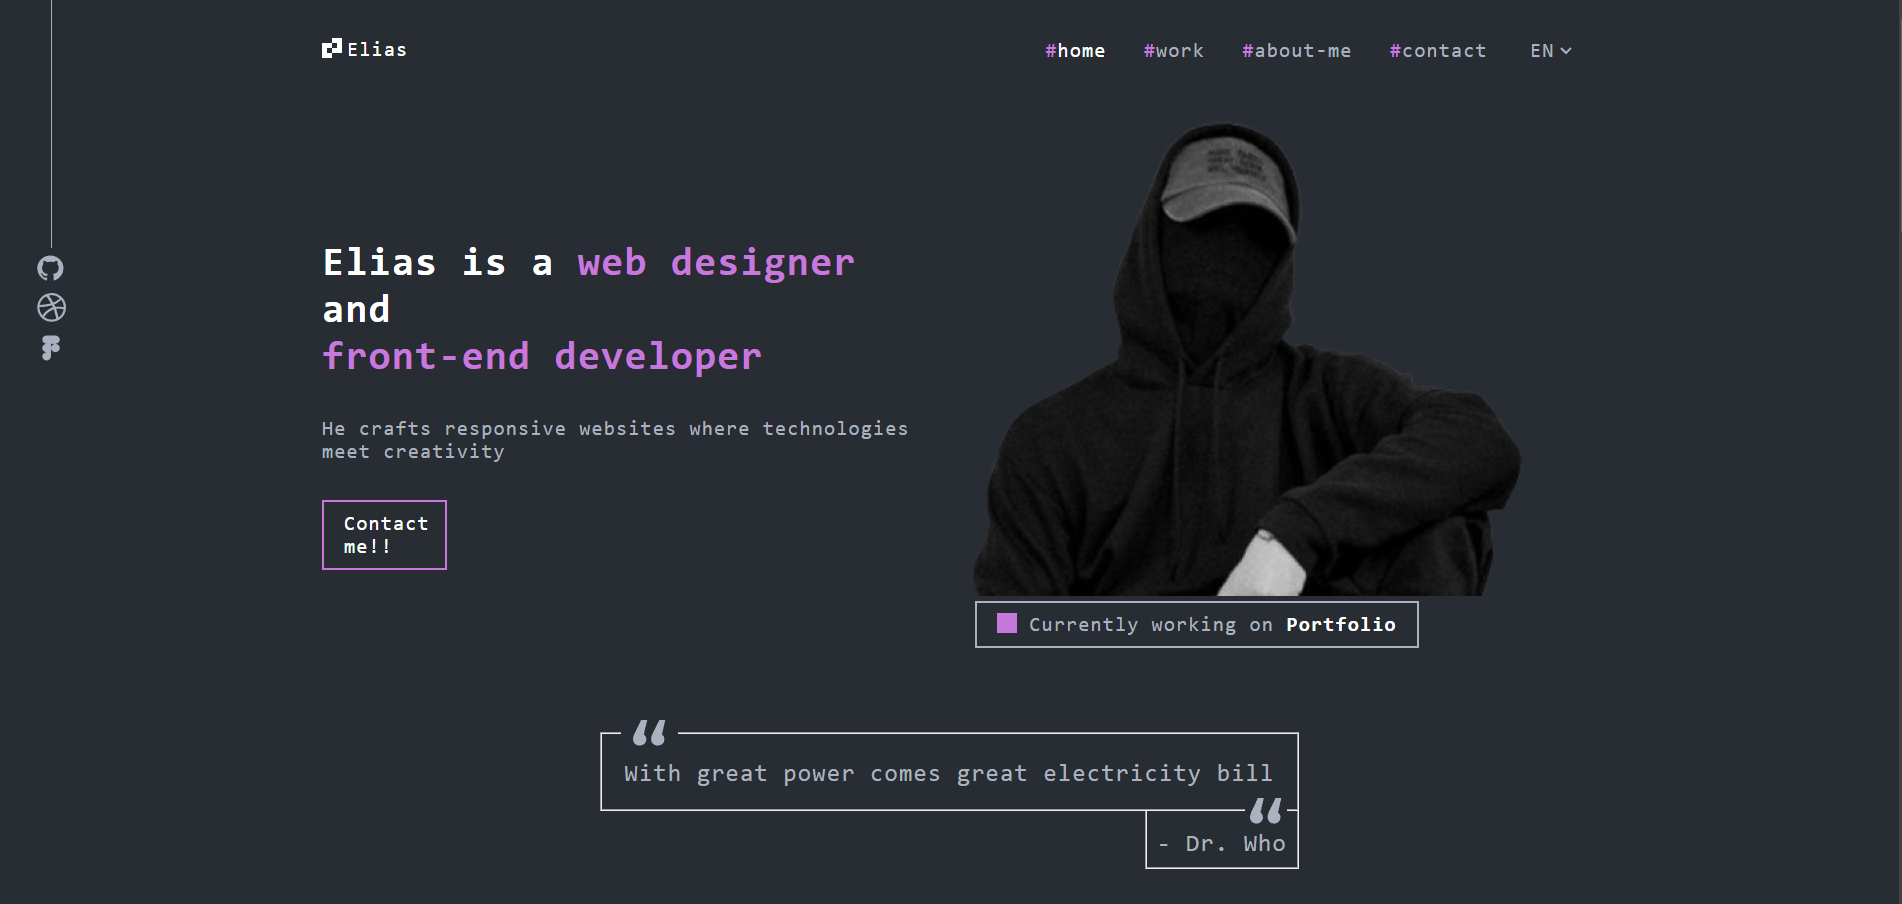 Elias
#home #work #about-me #contact EN
Elias is a web designer
and
front-end developer
He crafts responsive websites where technologies
meet creativity
Contact
me!!
Currently working on Portfolio
“
With great power comes great electricity bill
“
- Dr. Who